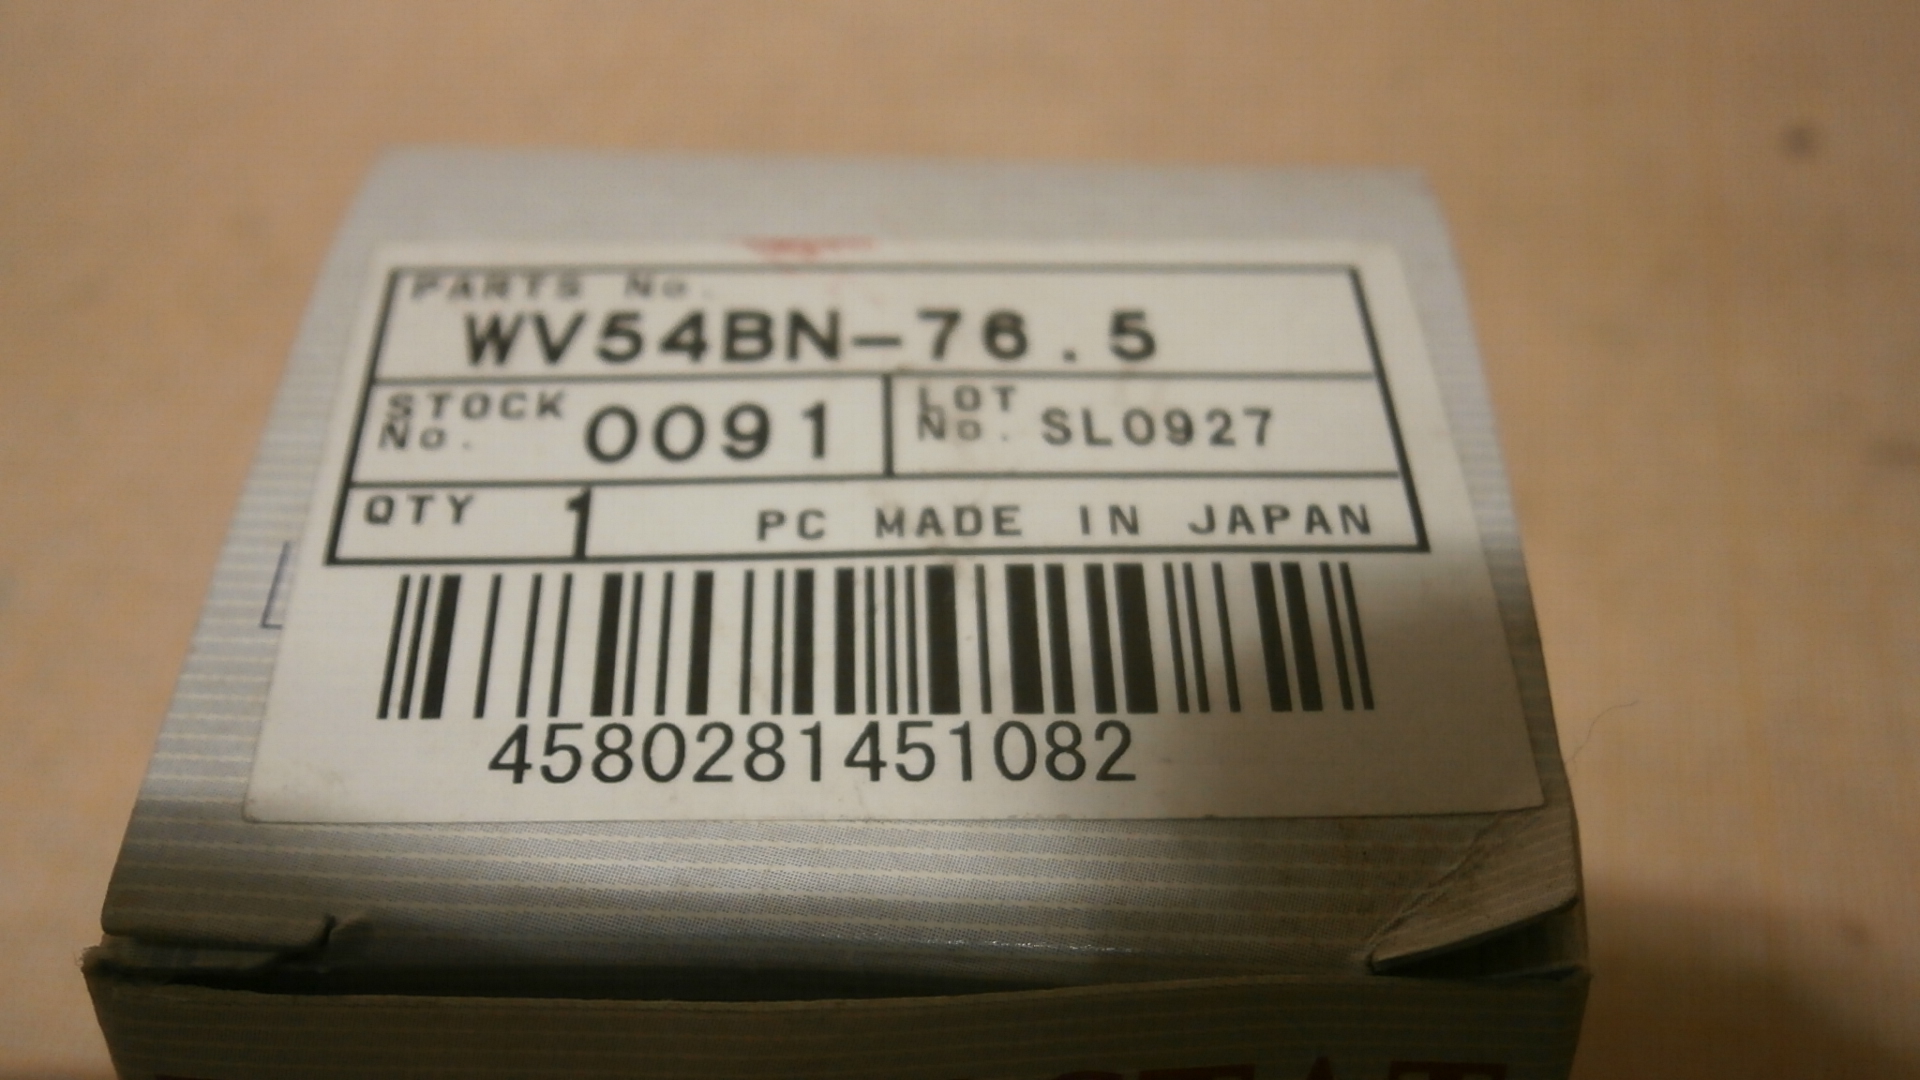 PARTS No.
WV54BN-76.5
STOCK No. 0091
LOT No. SL0927
QTY 1 PC MADE IN JAPAN
4580281451082